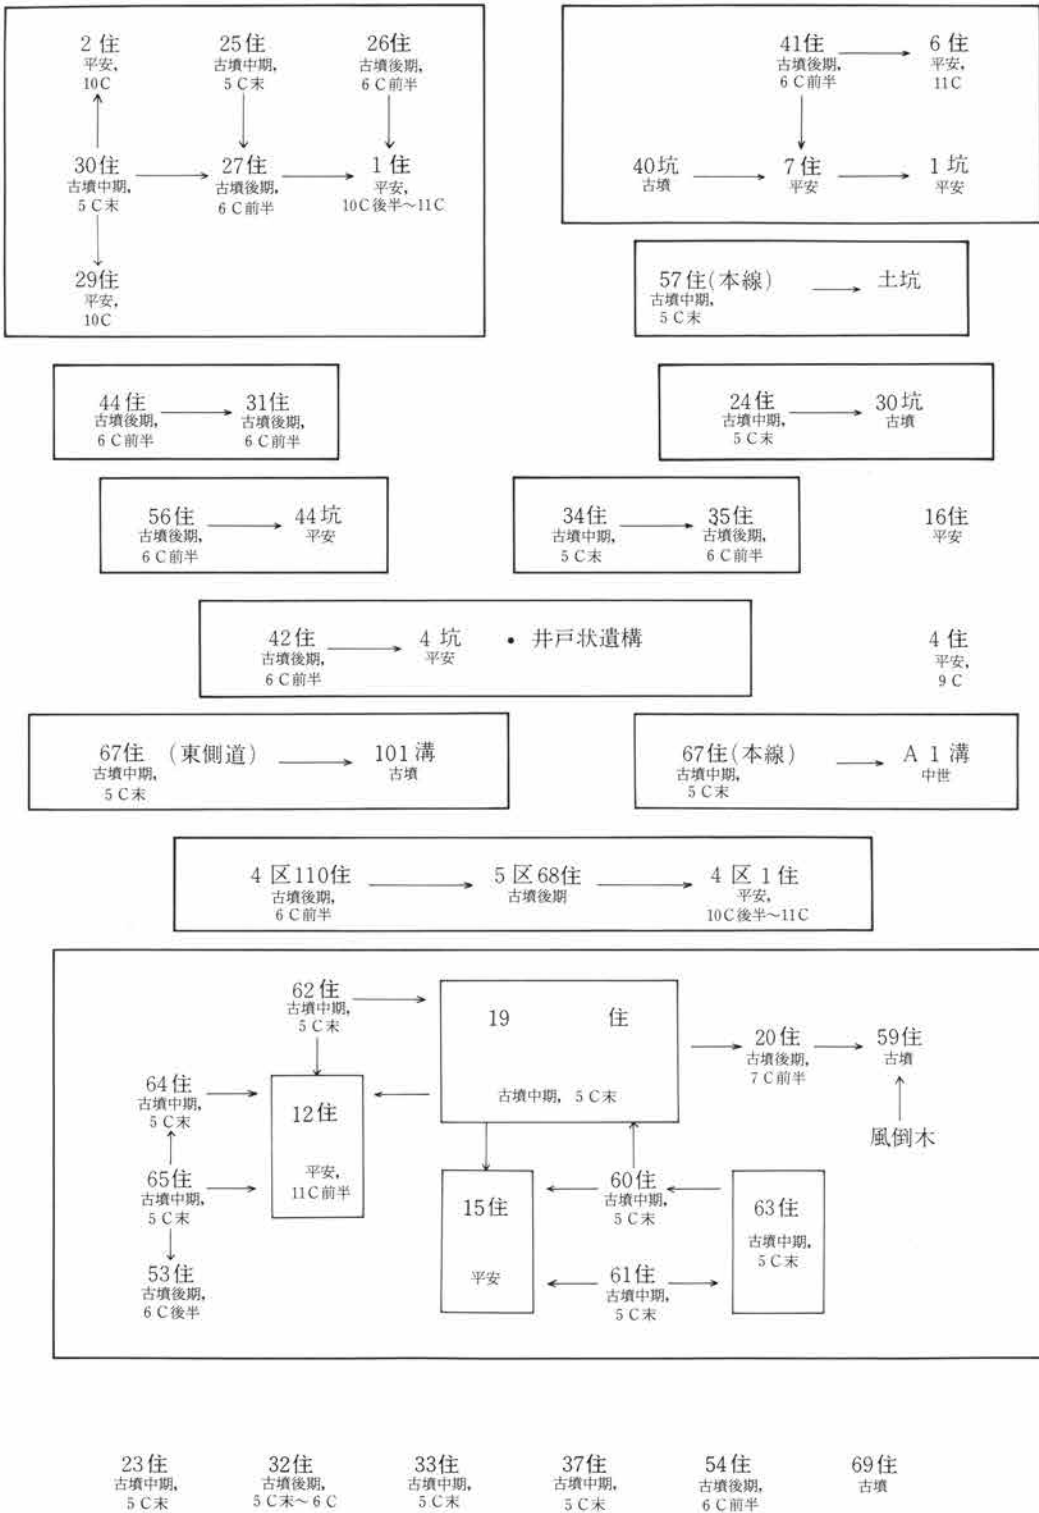 2 住
平安,
10C
25住
古墳中期,
5 C末
26住
古墳後期,
6 C前半
30住
古墳中期,
5 C末
27住
古墳後期,
6 C前半
1 住
平安,
10C後半～11C
29住
平安,
10C
41住
古墳後期,
6 C前半
6 住
平安,
11C
40坑
古墳
7住
平安
1 坑
平安
57住(本線)
古墳中期,
5 C末
土坑
44住
古墳後期,
6 C前半
31住
古墳後期,
6 C前半
24住
古墳中期,
5 C末
30坑
古墳
56住
古墳後期,
6 C前半
44坑
平安
34住
古墳中期,
5 C末
35住
古墳後期,
6 C前半
16住
平安
42住
古墳後期,
6 C前半
4 坑
平安
• 井戸状遺構
4 住
平安,
9 C
67住 (東側道)
古墳中期,
5 C末
101溝
古墳
67住(本線)
古墳中期,
5 C末
A 1 溝
中世
4 区110住
古墳後期,
6 C前半
5 区68住
古墳後期
4 区 1 住
平安,
10C後半～11C
62住
古墳中期,
5 C末
19 住
古墳中期, 5 C末
20住
古墳後期,
7 C前半
59住
古墳
風倒木
64住
古墳中期,
5 C末
12住
平安,
11C前半
65住
古墳中期,
5 C末
53住
古墳後期,
6 C後半
15住
平安
60住
古墳中期,
5 C末
63住
古墳中期,
5 C末
61住
古墳中期,
5 C末
23住
古墳中期,
5 C末
32住
古墳後期,
5 C末～6 C
33住
古墳中期,
5 C末
37住
古墳中期,
5 C末
54住
古墳後期,
6 C前半
69住
古墳